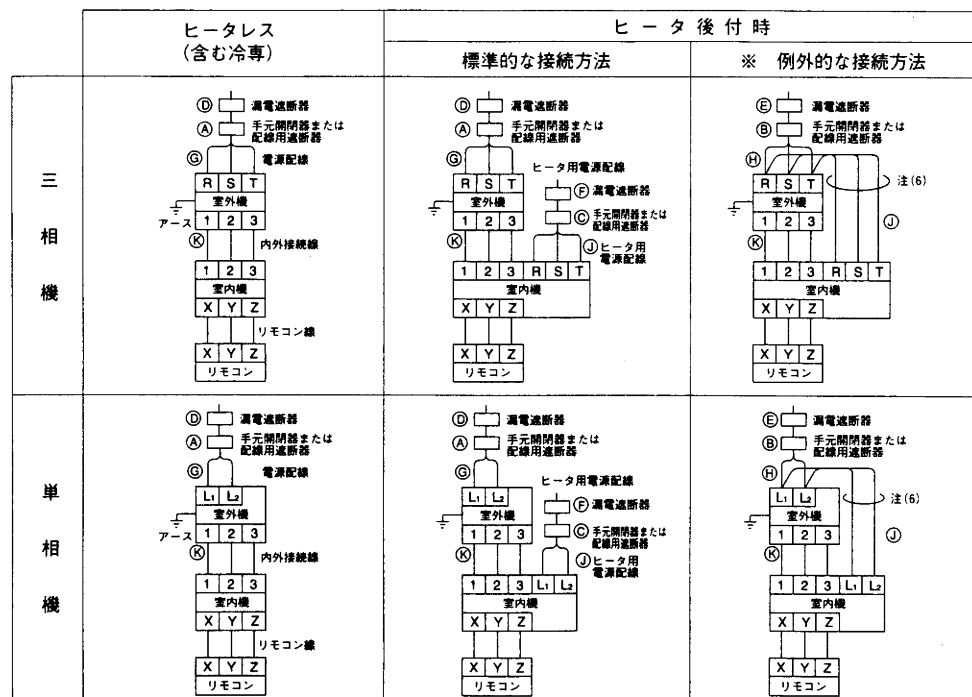 ヒータレス
(含む冷専)
ヒータ後付時
標準的な接続方法
※ 例外的な接続方法
三相機
Ⓓ 漏電遮断器
Ⓐ 手元開閉器または
配線用遮断器
Ⓖ 電源配線
R S T
室外機
アース 1 2 3
Ⓚ 内外接続線
1 2 3
室内機
X Y Z
リモコン線
X Y Z
リモコン
Ⓓ 漏電遮断器
Ⓐ 手元開閉器または
配線用遮断器
Ⓖ
ヒータ用電源配線
R S T
Ⓕ 漏電遮断器
室外機
Ⓒ 手元開閉器または
配線用遮断器
1 2 3
Ⓚ
Ⓙ ヒータ用
電源配線
1 2 3 R S T
室内機
X Y Z
X Y Z
リモコン
Ⓔ 漏電遮断器
Ⓑ 手元開閉器または
配線用遮断器
Ⓗ
R S T
注(6)
室外機
1 2 3
Ⓙ
Ⓚ
1 2 3 R S T
室内機
X Y Z
X Y Z
リモコン
単相機
Ⓓ 漏電遮断器
Ⓐ 手元開閉器または
配線用遮断器
Ⓖ 電源配線
L₁ L₂
室外機
アース 1 2 3
Ⓚ 内外接続線
1 2 3
室内機
X Y Z
リモコン線
X Y Z
リモコン
Ⓓ 漏電遮断器
Ⓐ 手元開閉器または
配線用遮断器
Ⓖ
ヒータ用電源配線
L₁ L₂
Ⓕ 漏電遮断器
室外機
Ⓒ 手元開閉器または
配線用遮断器
1 2 3
Ⓚ
Ⓙ ヒータ用
電源配線
1 2 3 L₁ L₂
室内機
X Y Z
X Y Z
リモコン
Ⓔ 漏電遮断器
Ⓑ 手元開閉器または
配線用遮断器
Ⓗ
L₁ L₂
注(6)
室外機
1 2 3
Ⓙ
Ⓚ
1 2 3 L₁ L₂
室内機
X Y Z
X Y Z
リモコン